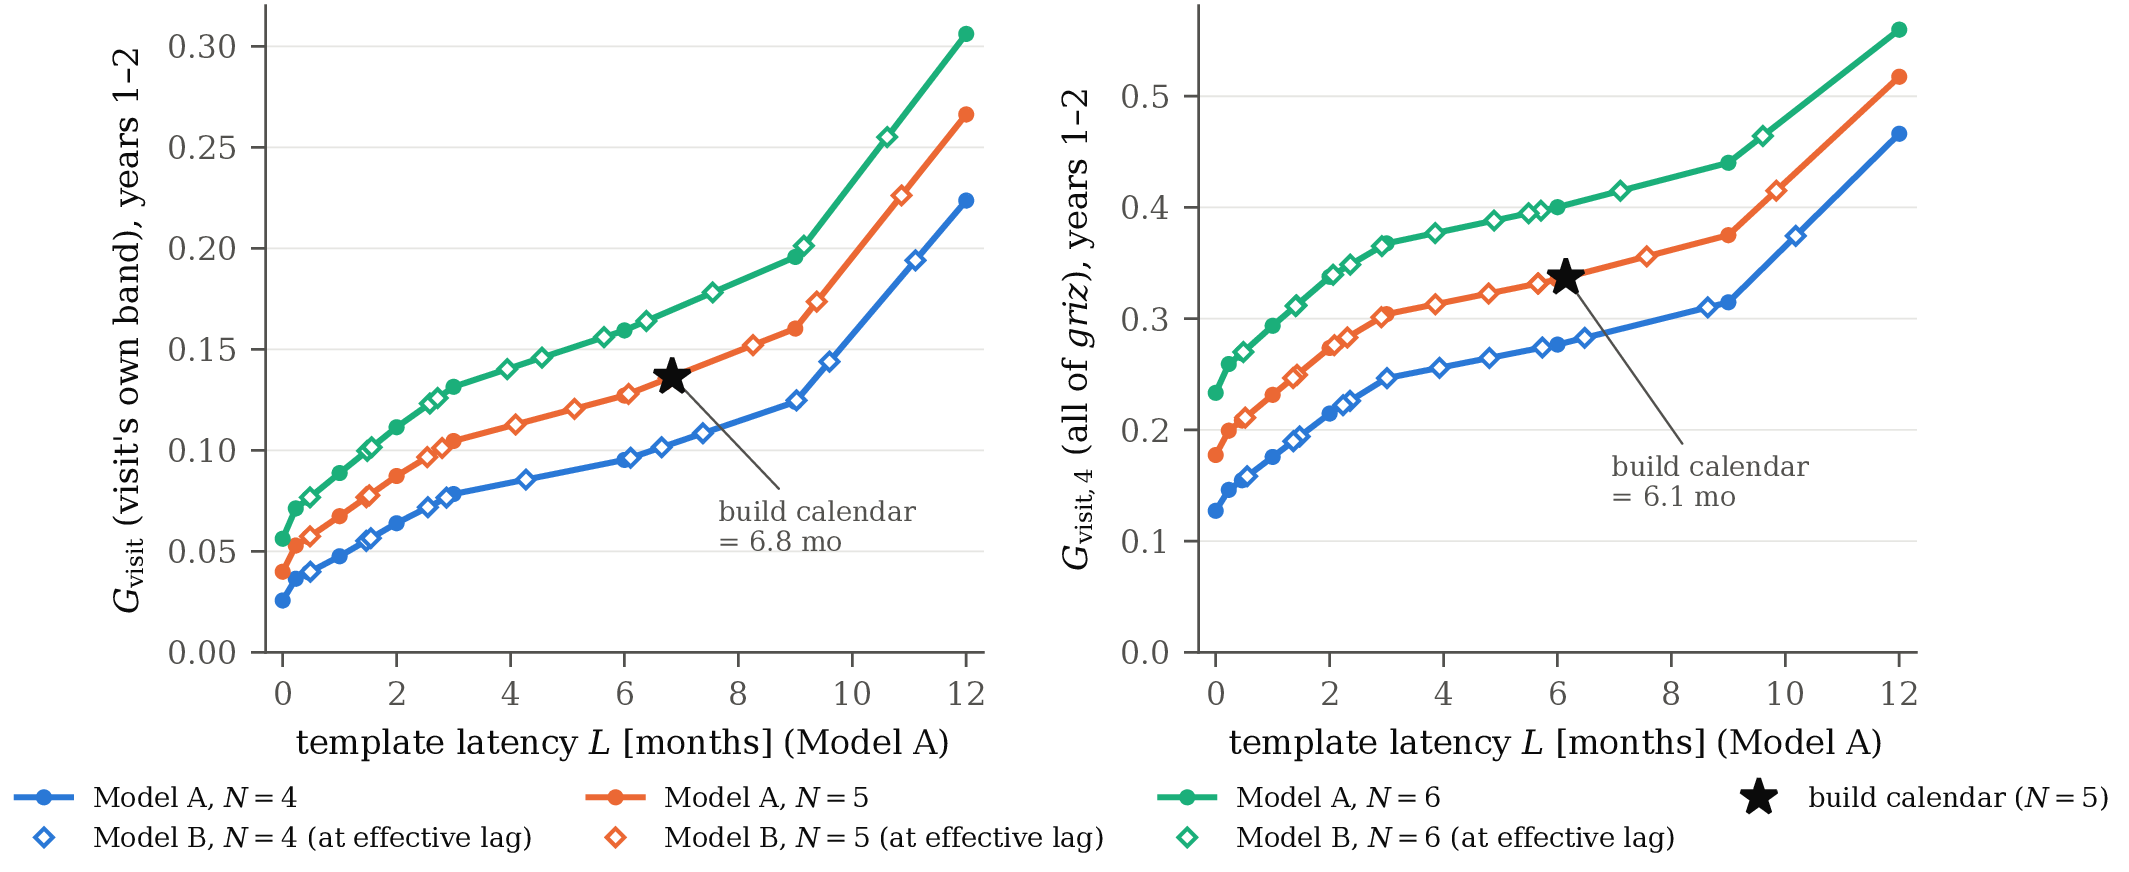 G_visit (visit's own band), years 1–2
0.30
0.25
0.20
0.15
0.10
0.05
0.00
build calendar
= 6.8 mo
0 2 4 6 8 10 12
template latency L [months] (Model A)
G_visit, 4 (all of griz), years 1–2
0.5
0.4
0.3
0.2
0.1
0.0
build calendar
= 6.1 mo
0 2 4 6 8 10 12
template latency L [months] (Model A)
Model A, N = 4
Model B, N = 4 (at effective lag)
Model A, N = 5
Model B, N = 5 (at effective lag)
Model A, N = 6
Model B, N = 6 (at effective lag)
build calendar (N = 5)